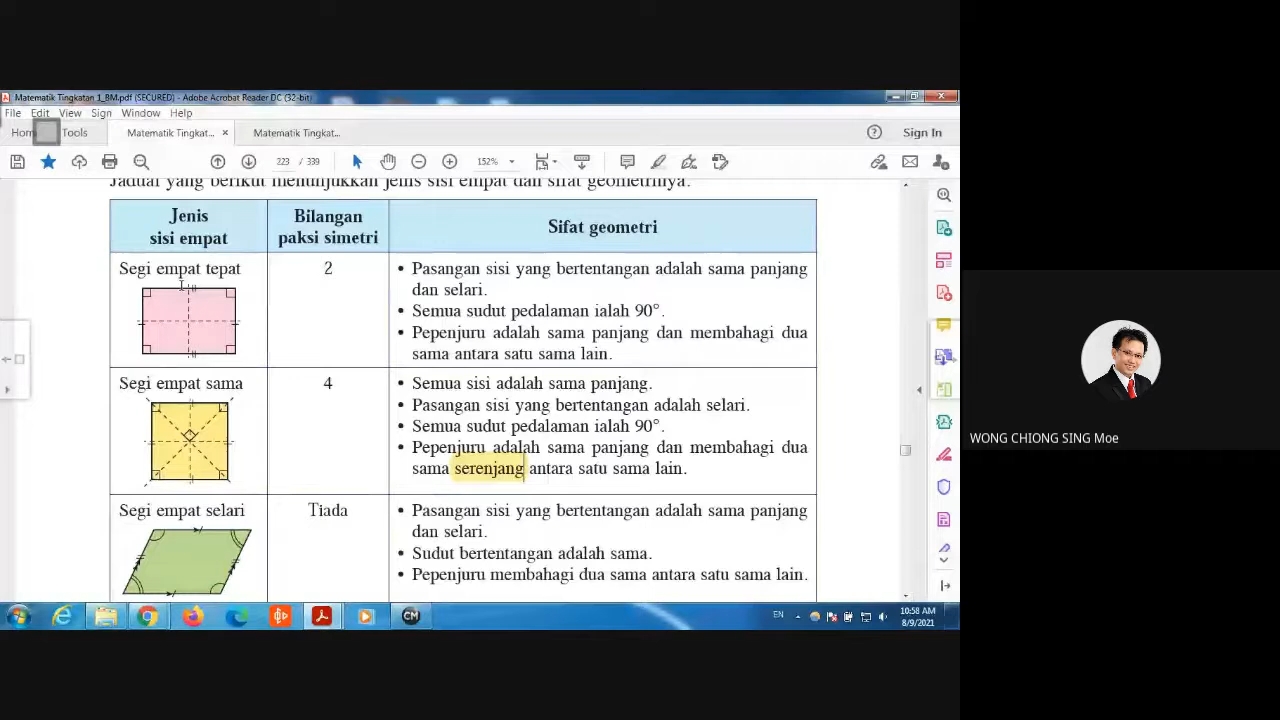 Matematik Tingkatan 1_BM.pdf (SECURED) - Adobe Acrobat Reader DC (32-bit)
File Edit View Sign Window Help
Hom Tools Matematik Tingkat... × Matematik Tingkat... Sign In
223 / 339 152%
Jadual yang berikut menunjukkan jenis sisi empat dan sifat geometrinya.
Jenis
sisi empat
Bilangan
paksi simetri
Sifat geometri
Segi empat tepat
2
• Pasangan sisi yang bertentangan adalah sama panjang
dan selari.
• Semua sudut pedalaman ialah 90°.
• Pepenjuru adalah sama panjang dan membahagi dua
sama antara satu sama lain.
Segi empat sama
4
• Semua sisi adalah sama panjang.
• Pasangan sisi yang bertentangan adalah selari.
• Semua sudut pedalaman ialah 90°.
• Pepenjuru adalah sama panjang dan membahagi dua
sama serenjang antara satu sama lain.
Segi empat selari
Tiada
• Pasangan sisi yang bertentangan adalah sama panjang
dan selari.
• Sudut bertentangan adalah sama.
• Pepenjuru membahagi dua sama antara satu sama lain.
WONG CHIONG SING Moe
CM
EN
10:58 AM
8/9/2021